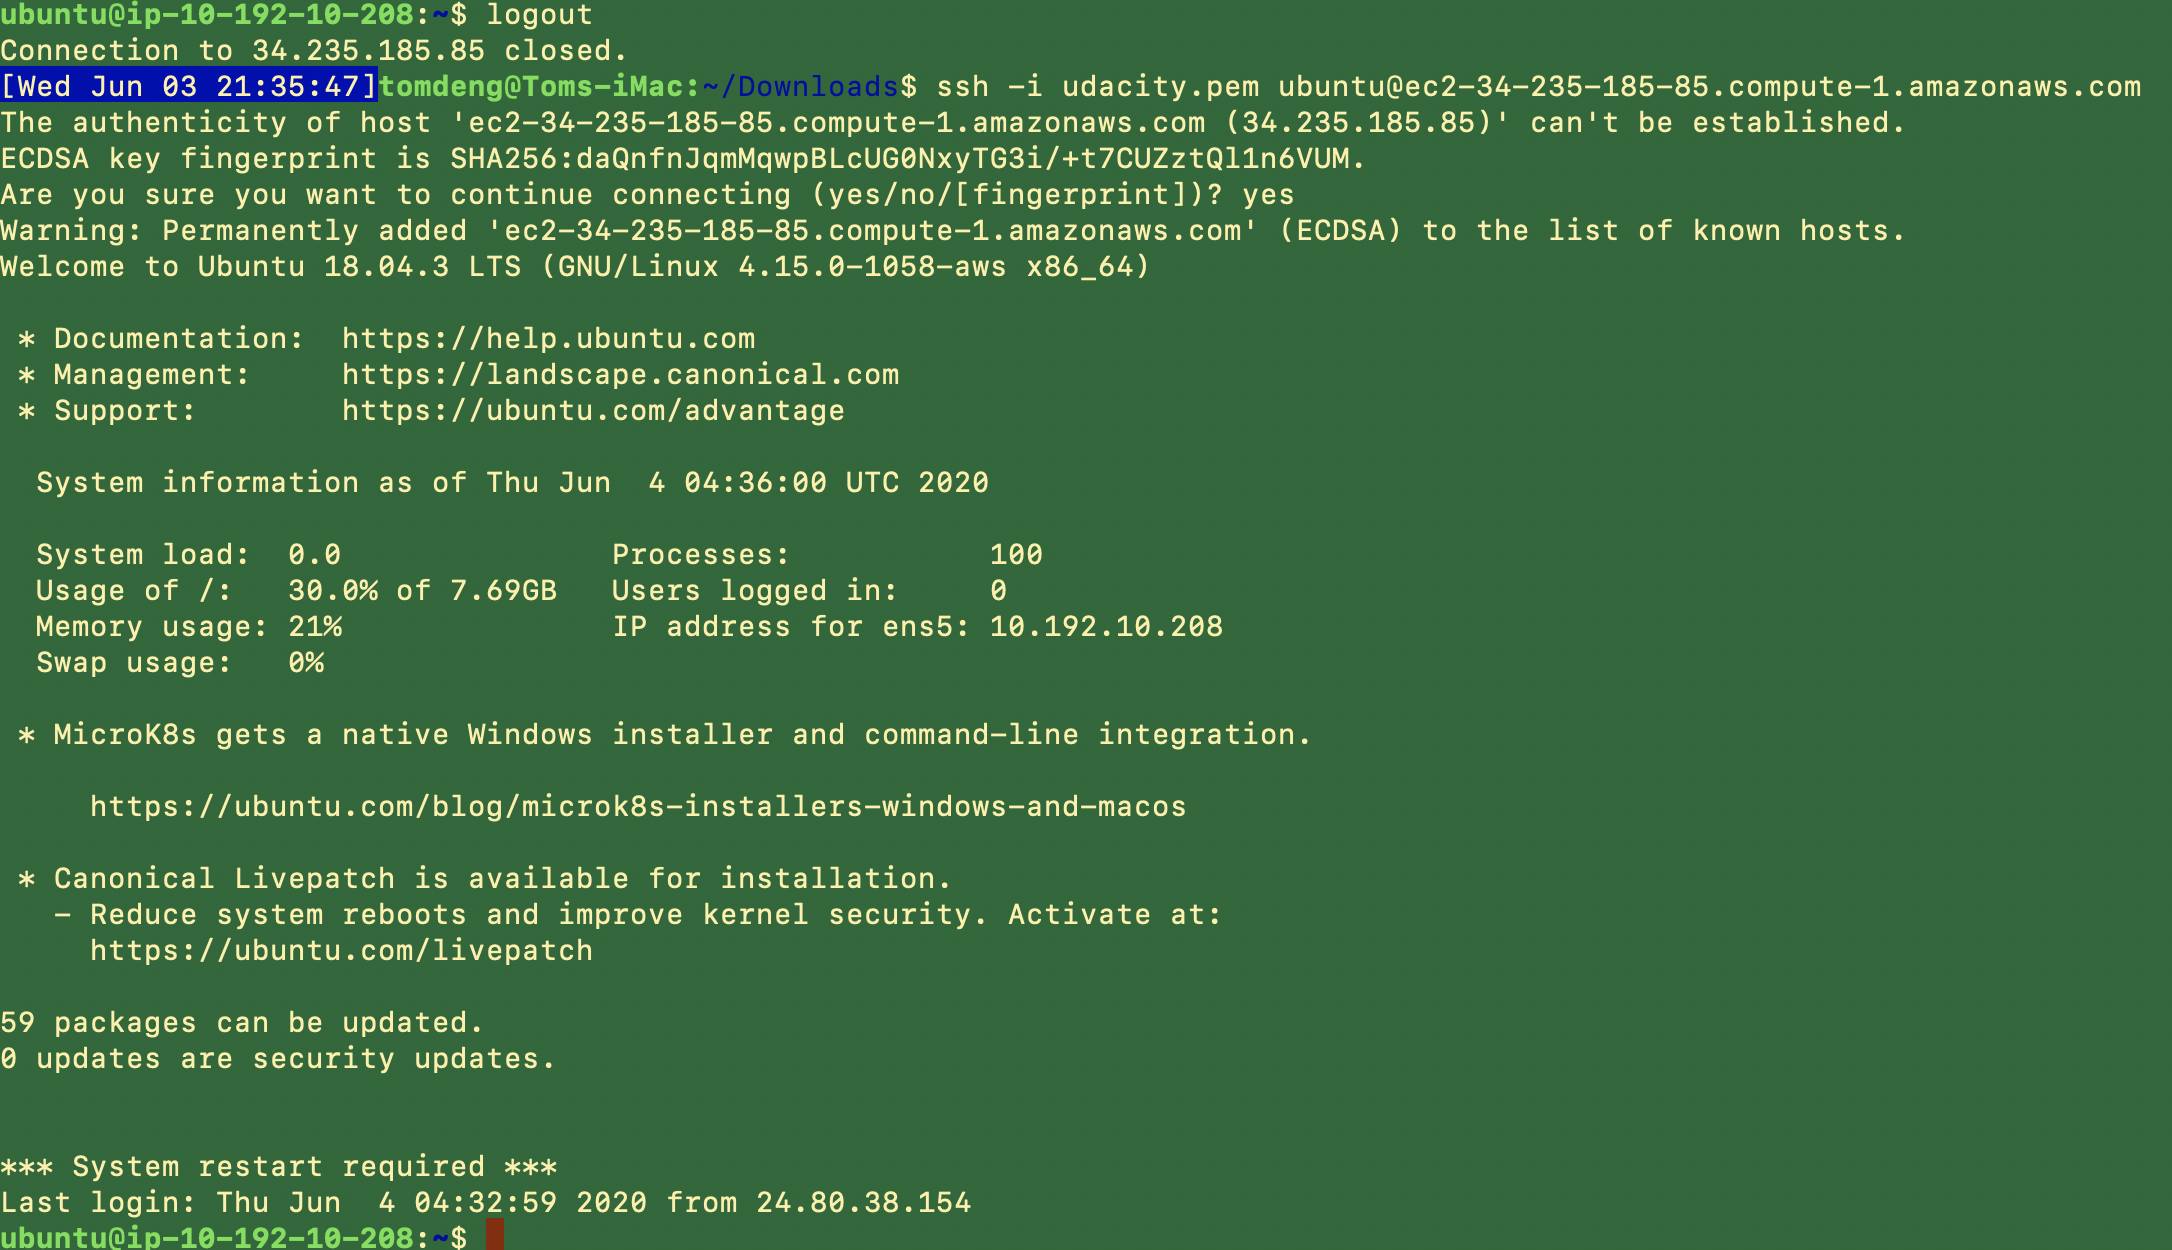 ubuntu@ip-10-192-10-208:~$ logout
Connection to 34.235.185.85 closed.
[Wed Jun 03 21:35:47]tomdeng@Toms-iMac:~/Downloads$ ssh -i udacity.pem ubuntu@ec2-34-235-185-85.compute-1.amazonaws.com
The authenticity of host 'ec2-34-235-185-85.compute-1.amazonaws.com (34.235.185.85)' can't be established.
ECDSA key fingerprint is SHA256:daQnfnJqmMqwpBLcUG0NxyTG3i/+t7CUZztQl1n6VUM.
Are you sure you want to continue connecting (yes/no/[fingerprint])? yes
Warning: Permanently added 'ec2-34-235-185-85.compute-1.amazonaws.com' (ECDSA) to the list of known hosts.
Welcome to Ubuntu 18.04.3 LTS (GNU/Linux 4.15.0-1058-aws x86_64)

 * Documentation:  https://help.ubuntu.com
 * Management:     https://landscape.canonical.com
 * Support:        https://ubuntu.com/advantage

  System information as of Thu Jun  4 04:36:00 UTC 2020

  System load:  0.0               Processes:           100
  Usage of /:   30.0% of 7.69GB   Users logged in:     0
  Memory usage: 21%               IP address for ens5: 10.192.10.208
  Swap usage:   0%

 * MicroK8s gets a native Windows installer and command-line integration.

     https://ubuntu.com/blog/microk8s-installers-windows-and-macos

 * Canonical Livepatch is available for installation.
   - Reduce system reboots and improve kernel security. Activate at:
     https://ubuntu.com/livepatch

59 packages can be updated.
0 updates are security updates.


*** System restart required ***
Last login: Thu Jun  4 04:32:59 2020 from 24.80.38.154
ubuntu@ip-10-192-10-208:~$